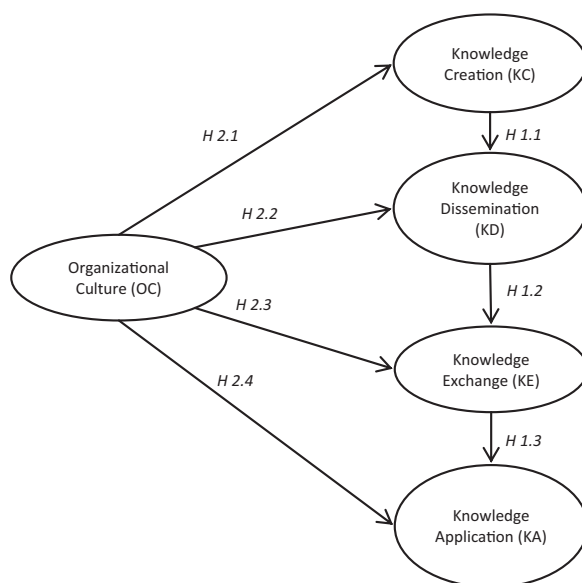 Knowledge
Creation (KC)
H 2.1
H 1.1
Knowledge
Dissemination
(KD)
H 2.2
Organizational
Culture (OC)
H 1.2
H 2.3
Knowledge
Exchange (KE)
H 2.4
H 1.3
Knowledge
Application (KA)